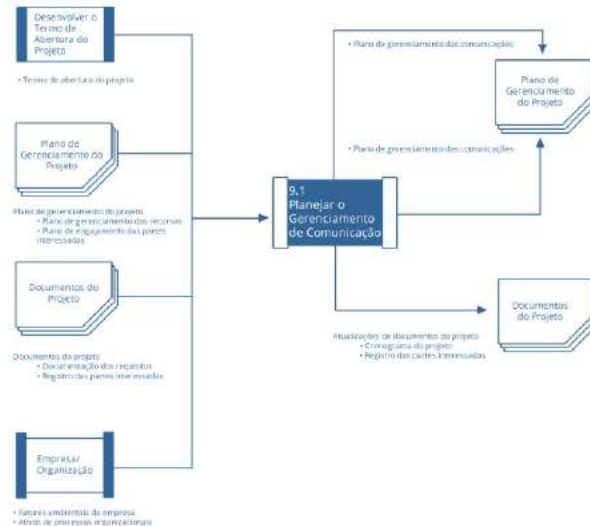 Desenvolver o
Termo de
Abertura do
Projeto
• Termo de abertura do projeto
Plano de
Gerenciamento do
Projeto
Plano de gerenciamento do projeto
• Plano de gerenciamento dos recursos
• Plano de engajamento das partes
interessadas
Documentos do
Projeto
Documentos do projeto
• Documentação dos requisitos
• Registro das partes interessadas
Empresa/
Organização
• Fatores ambientais da empresa
• Ativos de processos organizacionais
9.1
Planejar o
Gerenciamento
de Comunicação
• Plano de gerenciamento das comunicações
Plano de
Gerenciamento
do Projeto
• Plano de gerenciamento das comunicações
Documentos
do Projeto
Atualizações de documentos do projeto
• Cronograma do projeto
• Registro das partes interessadas